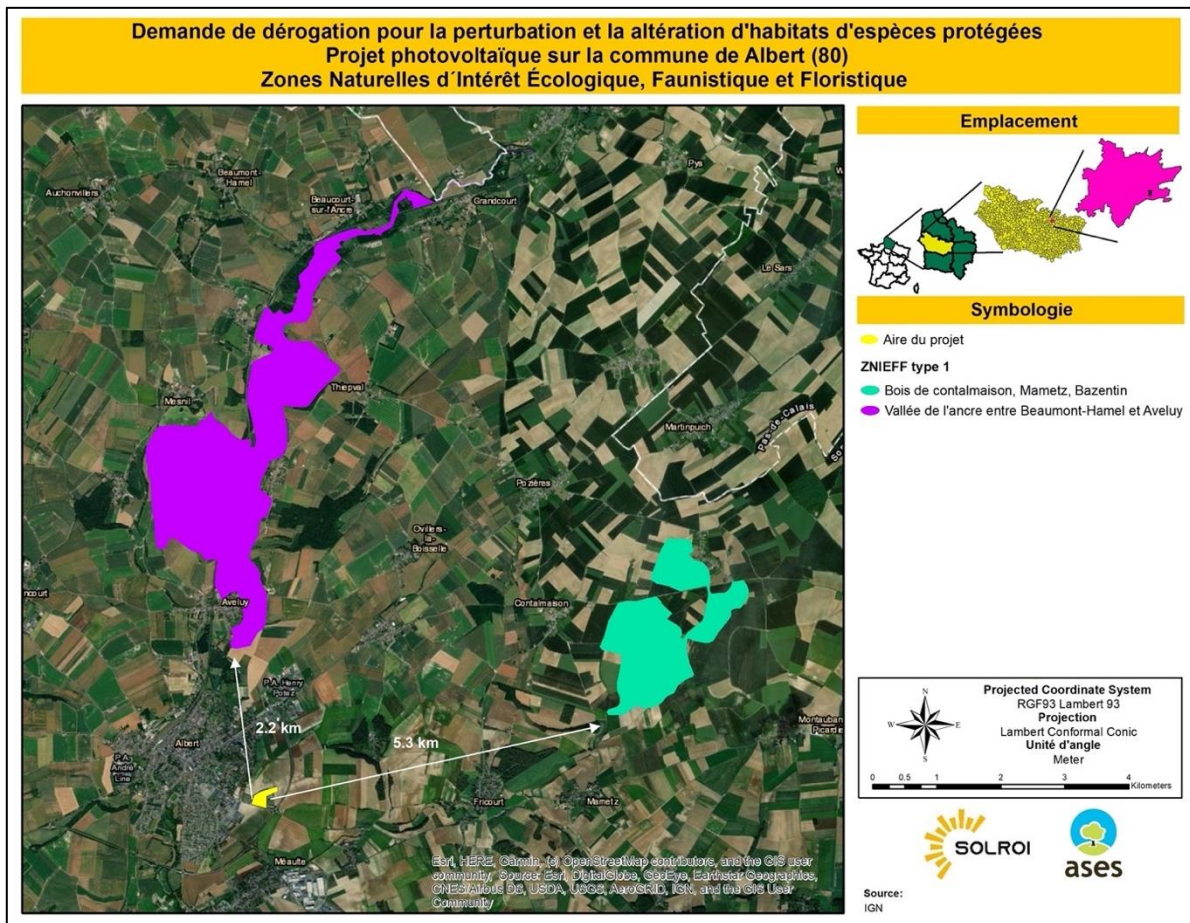 Demande de dérogation pour la perturbation et la altération d'habitats d'espèces protégées
Projet photovoltaïque sur la commune de Albert (80)
Zones Naturelles d´Intérêt Écologique, Faunistique et Floristique
Beaumont-
Hamel
Auchonvillers
Beaucourt-
sur-l'Ancre
Grandcourt
Pys
Le Sars
Mesnil
Thiepval
Martinpuich
Pas-de-Calais
Pozières
Ovillers-
la-
Boisselle
ncourt
Aveluy
Contalmaison
P.A. Henry
Potez
2.2 km
5.3 km
Albert
P.A.
André
Line
Montauban
Picardie
Fricourt
Mametz
Méaulte
Esri, HERE, Garmin, (c) OpenStreetMap contributors, and the GIS user
community, Source: Esri, DigitalGlobe, GeoEye, Earthstar Geographics,
CNES/Airbus DS, USDA, USGS, AeroGRID, IGN, and the GIS User
Community
Emplacement
Symbologie
Aire du projet
ZNIEFF type 1
Bois de contalmaison, Mametz, Bazentin
Vallée de l'ancre entre Beaumont-Hamel et Aveluy
N
W
E
S
Projected Coordinate System
RGF93 Lambert 93
Projection
Lambert Conformal Conic
Unité d'angle
Meter
0 0.5 1 2 3 4
Kilometers
SOLROI
ases
Source:
IGN